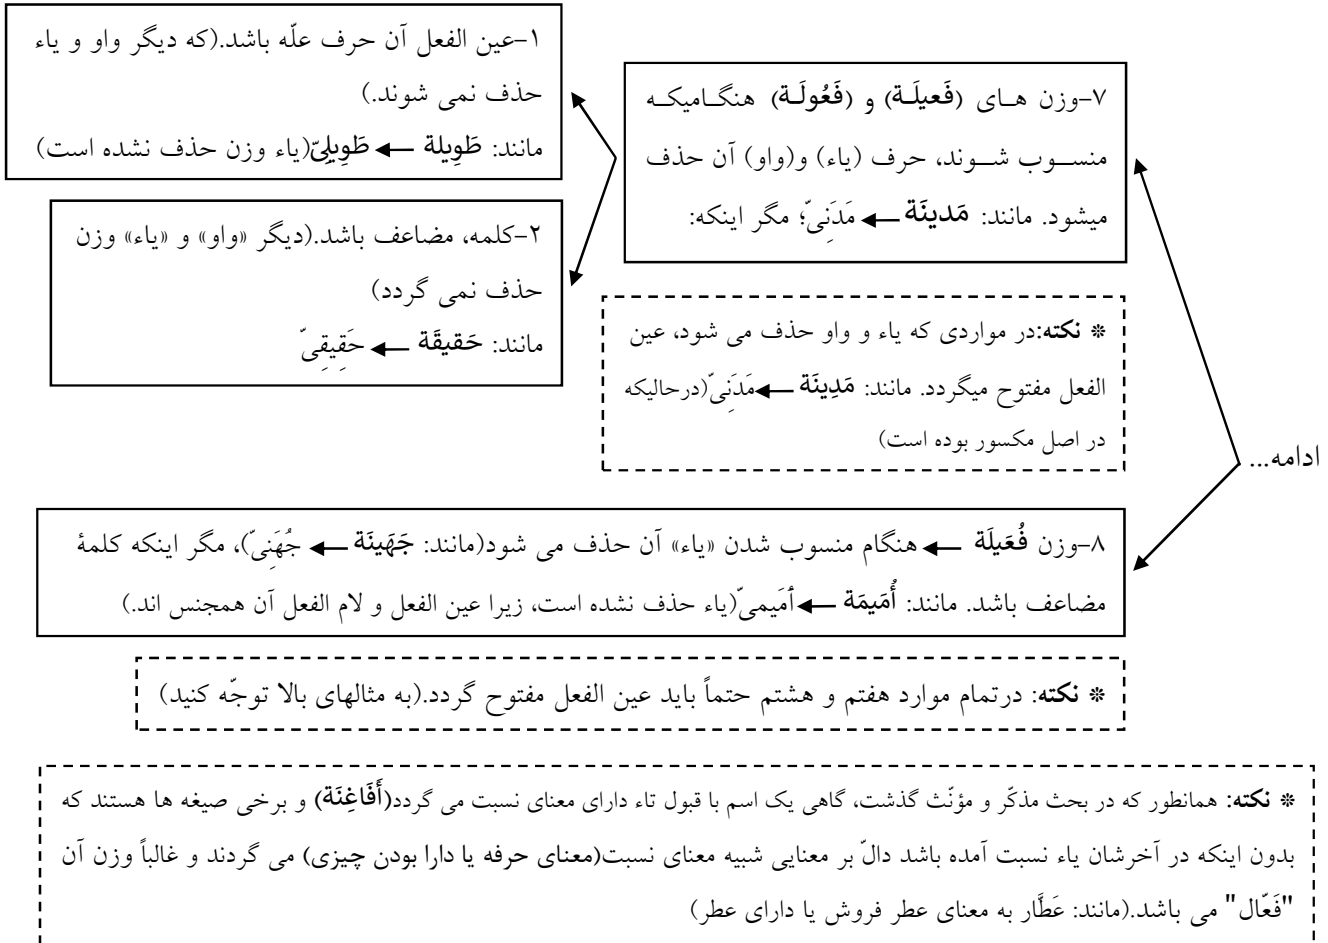 ۷-وزن هـای (فَعیلَـة) و (فَعُولَـة) هنگـامیکـه
منســوب شــوند، حرف (یاء) و(واو) آن حذف
میشود. مانند: مَدینَة ← مَدَنِیّ؛ مگر اینکه:
۱-عین الفعل آن حرف علّه باشد.(که دیگر واو و یاء
حذف نمی شوند.)
مانند: طَوِیلة ← طَوِیلِیّ(یاء وزن حذف نشده است)
۲-کلمه، مضاعف باشد.(دیگر «واو» و «یاء» وزن
حذف نمی گردد)
مانند: حَقیقَة ← حَقِیقِیّ
* نکته:در مواردی که یاء و واو حذف می شود، عین
الفعل مفتوح میگردد. مانند: مَدِینَة ←مَدَنِیّ(درحالیکه
در اصل مکسور بوده است)
ادامه...
۸-وزن فُعَیلَة ← هنگام منسوب شدن «یاء» آن حذف می شود(مانند: جَهَینَة ← جُهَنِیّ)، مگر اینکه کلمهٔ
مضاعف باشد. مانند: أُمَیمَة ←أمَیمیّ(یاء حذف نشده است، زیرا عین الفعل و لام الفعل آن همجنس اند.)
* نکته: درتمام موارد هفتم و هشتم حتماً باید عین الفعل مفتوح گردد.(به مثالهای بالا توجّه کنید)
* نکته: همانطور که در بحث مذکّر و مؤنّث گذشت، گاهی یک اسم با قبول تاء دارای معنای نسبت می گردد(أَفَاغِنَة) و برخی صیغه ها هستند که
بدون اینکه در آخرشان یاء نسبت آمده باشد دالّ بر معنایی شبیه معنای نسبت(معنای حرفه یا دارا بودن چیزی) می گردند و غالباً وزن آن
"فَعّال" می باشد.(مانند: عَطَّار به معنای عطر فروش یا دارای عطر)